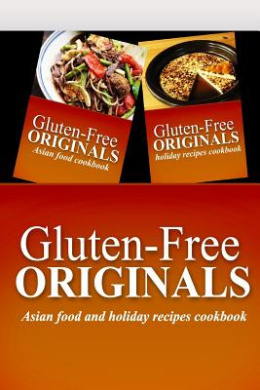 Gluten-Free
ORIGINALS
Asian food cookbook
Gluten-Free
ORIGINALS
holiday recipes cookbook
Gluten-Free
ORIGINALS
Asian food and holiday recipes cookbook